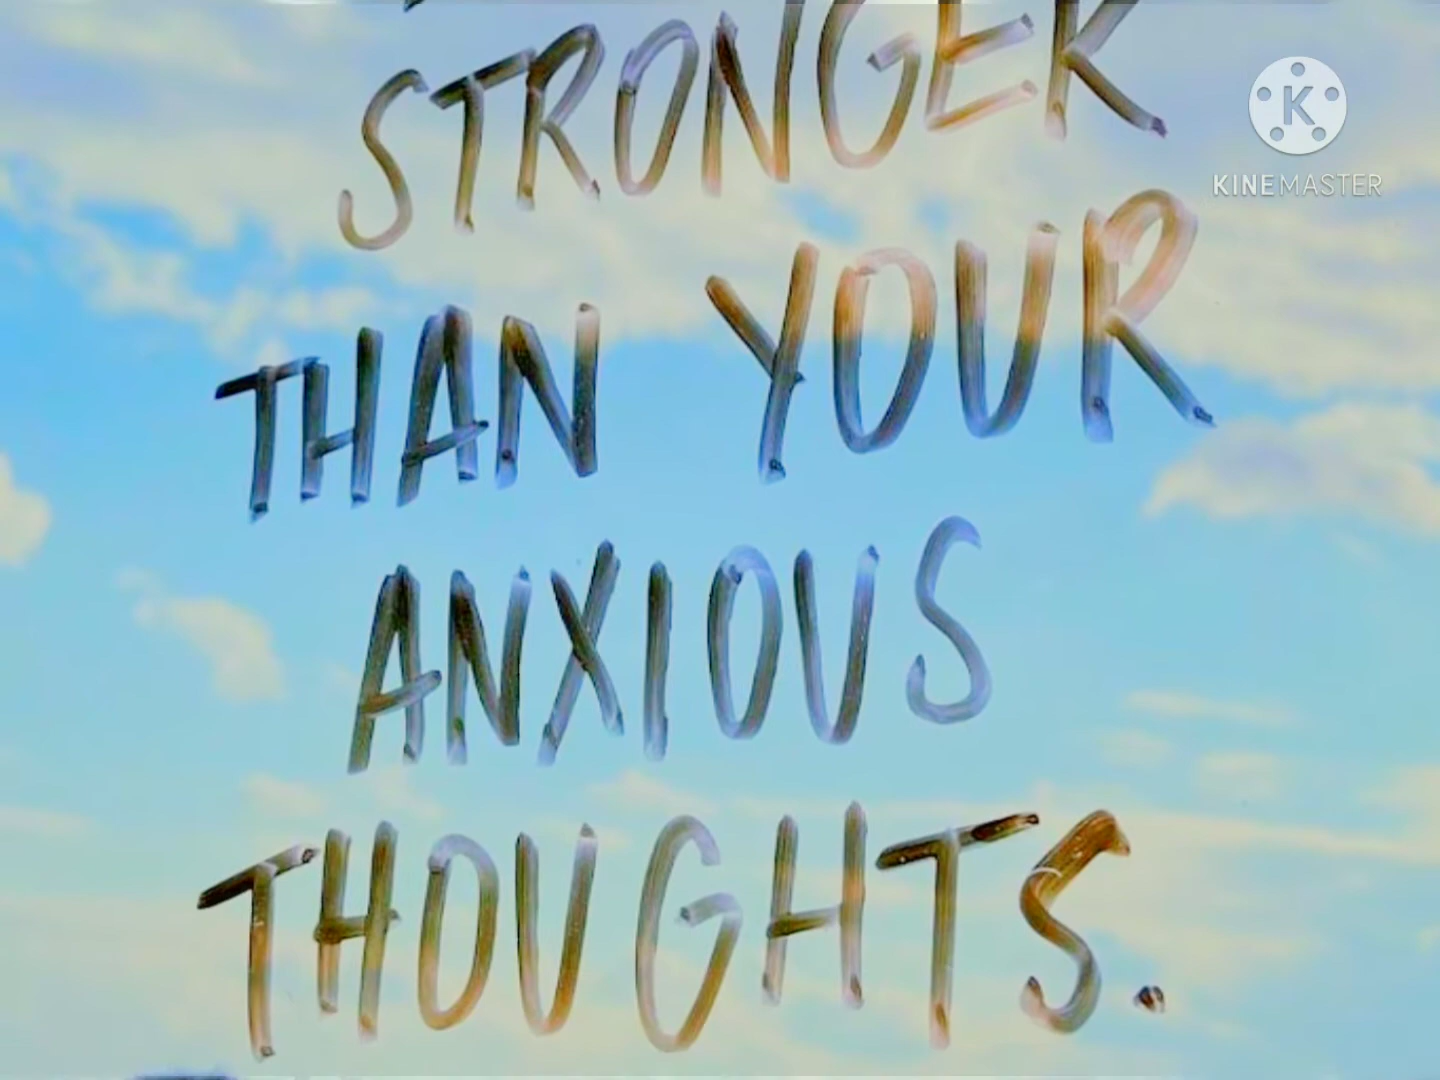 STRONGER
K
KINEMASTER
THAN YOUR
ANXIOUS
THOUGHTS.